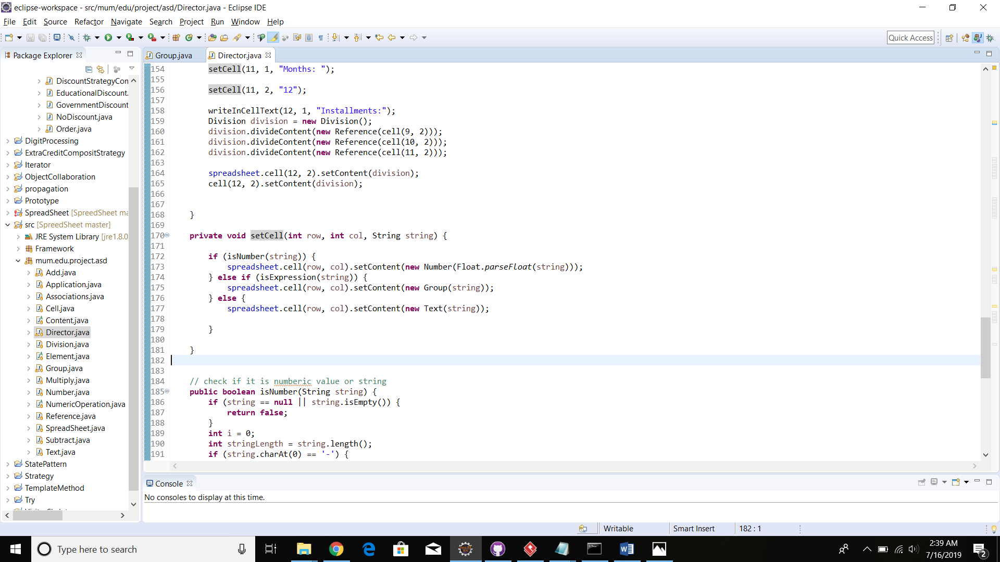 eclipse-workspace - src/mum/edu/project/asd/Director.java - Eclipse IDE
File Edit Source Refactor Navigate Search Project Run Window Help
Quick Access
Package Explorer
DiscountStrategyCon
EducationalDiscount.
GovernmentDiscount
NoDiscount.java
Order.java
DigitProcessing
ExtraCreditCompositStrategy
Iterator
ObjectCollaboration
propagation
Prototype
SpreadSheet [SpreedSheet ma
src [SpreedSheet master]
JRE System Library [jre1.8.0
Framework
mum.edu.project.asd
Add.java
Application.java
Associations.java
Cell.java
Content.java
Director.java
Division.java
Element.java
Group.java
Multiply.java
Number.java
NumericOperation.java
Reference.java
SpreadSheet.java
Subtract.java
Text.java
StatePattern
Strategy
TemplateMethod
Try
Group.java Director.java
154 setCell(11, 1, "Months: ");
155
156 setCell(11, 2, "12");
157
158 writeInCellText(12, 1, "Installments:");
159 Division division = new Division();
160 division.divideContent(new Reference(cell(9, 2)));
161 division.divideContent(new Reference(cell(10, 2)));
162 division.divideContent(new Reference(cell(11, 2)));
163
164 spreadsheet.cell(12, 2).setContent(division);
165 cell(12, 2).setContent(division);
166
167
168 }
169
170 private void setCell(int row, int col, String string) {
171
172 if (isNumber(string)) {
173 spreadsheet.cell(row, col).setContent(new Number(Float.parseFloat(string)));
174 } else if (isExpression(string)) {
175 spreadsheet.cell(row, col).setContent(new Group(string));
176 } else {
177 spreadsheet.cell(row, col).setContent(new Text(string));
178
179 }
180
181 }
182
183
184 // check if it is numberic value or string
185 public boolean isNumber(String string) {
186 if (string == null || string.isEmpty()) {
187 return false;
188 }
189 int i = 0;
190 int stringLength = string.length();
191 if (string.charAt(0) == '-') {
Console
No consoles to display at this time.
Writable Smart Insert 182 : 1
Type here to search
2:39 AM
7/16/2019
2